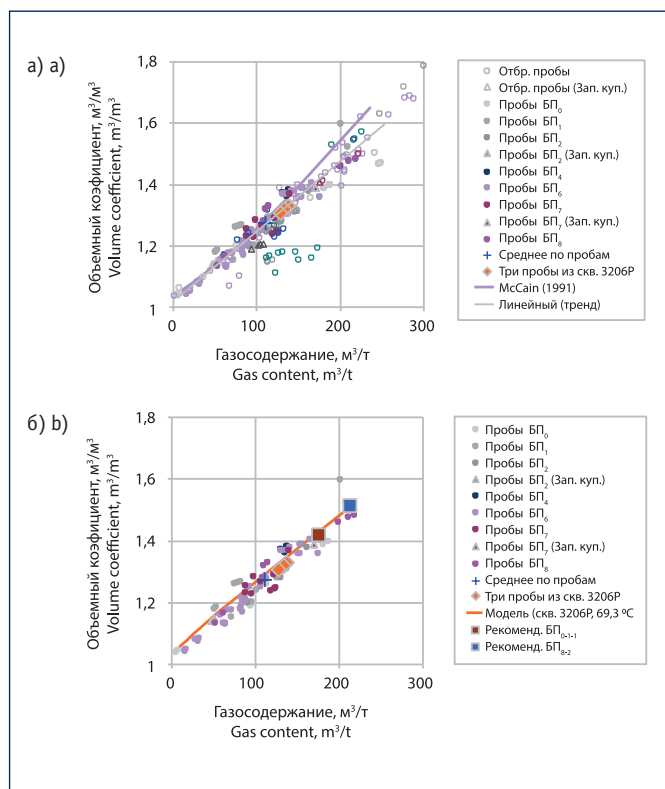 а) a)
Объемный коэффициент, м³/м³
Volume coefficient, m³/m³
1,8
1,6
1,4
1,2
1
0
100
200
300
Газосодержание, м³/т
Gas content, m³/t
Отбр. пробы
Отбр. пробы (Зап. куп.)
Пробы БП₀
Пробы БП₁
Пробы БП₂
Пробы БП₂ (Зап. куп.)
Пробы БП₄
Пробы БП₆
Пробы БП₇
Пробы БП₇ (Зап. куп.)
Пробы БП₈
Среднее по пробам
Три пробы из скв. 3206Р
McCain (1991)
Линейный (тренд)
б) b)
Объемный коэффициент, м³/м³
Volume coefficient, m³/m³
1,8
1,6
1,4
1,2
1
0
100
200
300
Газосодержание, м³/т
Gas content, m³/t
Пробы БП₀
Пробы БП₁
Пробы БП₂
Пробы БП₂ (Зап. куп.)
Пробы БП₄
Пробы БП₆
Пробы БП₇
Пробы БП₇ (Зап. куп.)
Пробы БП₈
Среднее по пробам
Три пробы из скв. 3206Р
Модель (скв. 3206Р, 69,3 ºС
Рекоменд. БП₀₋₁₋₁
Рекоменд. БП₈₋₂